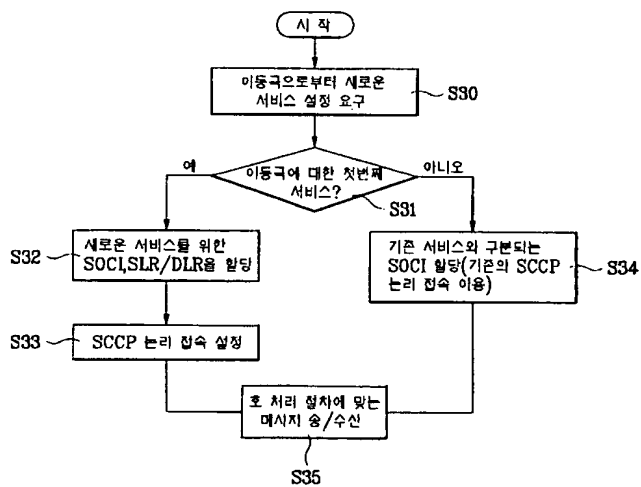 시 작
이동국으로부터 새로운
서비스 설정 요구
S30
예
이동국에 대한 첫번째
서비스?
아니오
S31
S32
새로운 서비스를 위한
SOCI,SLR/DLR을 할당
기존 서비스와 구분되는
SOCI 할당(기존의 SCCP
논리 접속 이용)
S34
S33
SCCP 논리 접속 설정
호 처리 절차에 맞는
메시지 송/수신
S35